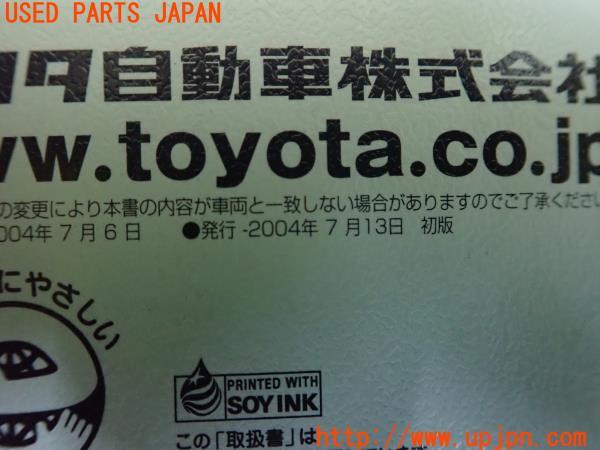 USED PARTS JAPAN
タ自動車株式会社
w.toyota.co.jp
の変更により本書の内容が車両と一致しない場合がありますのでご了承ください
004年7月6日 ●発行-2004年7月13日 初版
にやさしい
PRINTED WITH
SOY INK
この「取扱書」は
http://www.upjpn.com